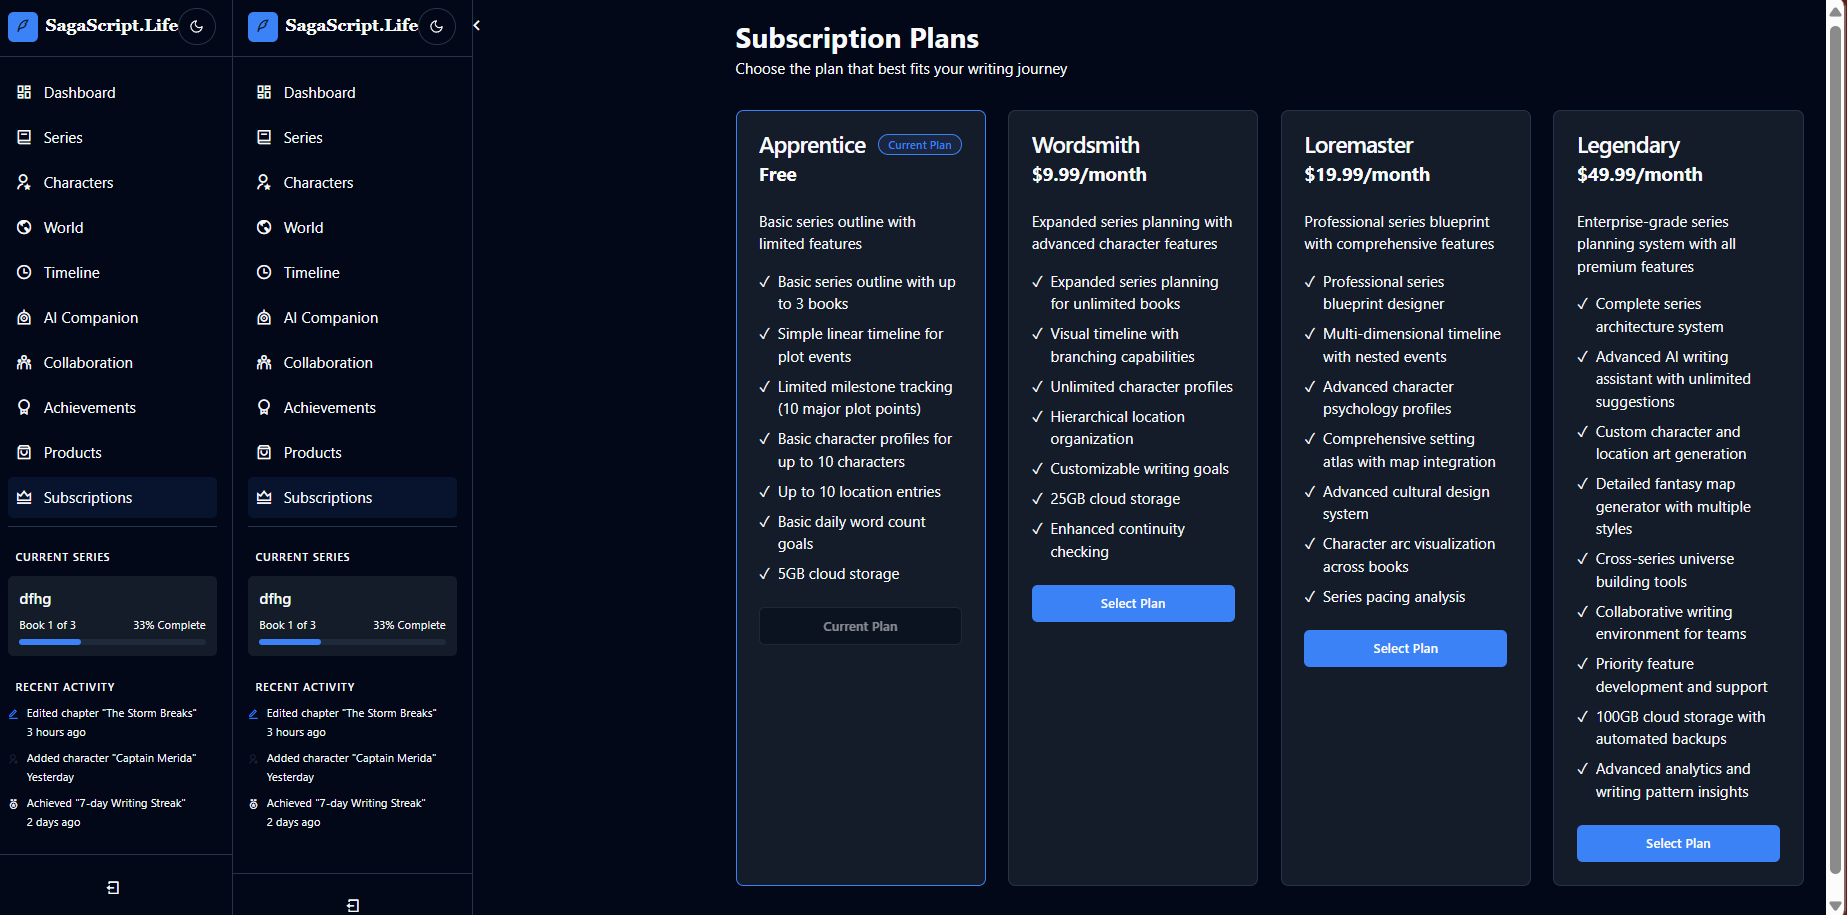 SagaScript.Life
Dashboard
Series
Characters
World
Timeline
AI Companion
Collaboration
Achievements
Products
Subscriptions
CURRENT SERIES
dfhg
Book 1 of 3 33% Complete
RECENT ACTIVITY
Edited chapter "The Storm Breaks"
3 hours ago
Added character "Captain Merida"
Yesterday
Achieved "7-day Writing Streak"
2 days ago
SagaScript.Life
Dashboard
Series
Characters
World
Timeline
AI Companion
Collaboration
Achievements
Products
Subscriptions
CURRENT SERIES
dfhg
Book 1 of 3 33% Complete
RECENT ACTIVITY
Edited chapter "The Storm Breaks"
3 hours ago
Added character "Captain Merida"
Yesterday
Achieved "7-day Writing Streak"
2 days ago
Subscription Plans
Choose the plan that best fits your writing journey
Apprentice Current Plan
Free
Basic series outline with
limited features
✓ Basic series outline with up
to 3 books
✓ Simple linear timeline for
plot events
✓ Limited milestone tracking
(10 major plot points)
✓ Basic character profiles for
up to 10 characters
✓ Up to 10 location entries
✓ Basic daily word count
goals
✓ 5GB cloud storage
Current Plan
Wordsmith
$9.99/month
Expanded series planning with
advanced character features
✓ Expanded series planning
for unlimited books
✓ Visual timeline with
branching capabilities
✓ Unlimited character profiles
✓ Hierarchical location
organization
✓ Customizable writing goals
✓ 25GB cloud storage
✓ Enhanced continuity
checking
Select Plan
Loremaster
$19.99/month
Professional series blueprint
with comprehensive features
✓ Professional series
blueprint designer
✓ Multi-dimensional timeline
with nested events
✓ Advanced character
psychology profiles
✓ Comprehensive setting
atlas with map integration
✓ Advanced cultural design
system
✓ Character arc visualization
across books
✓ Series pacing analysis
Select Plan
Legendary
$49.99/month
Enterprise-grade series
planning system with all
premium features
✓ Complete series
architecture system
✓ Advanced AI writing
assistant with unlimited
suggestions
✓ Custom character and
location art generation
✓ Detailed fantasy map
generator with multiple
styles
✓ Cross-series universe
building tools
✓ Collaborative writing
environment for teams
✓ Priority feature
development and support
✓ 100GB cloud storage with
automated backups
✓ Advanced analytics and
writing pattern insights
Select Plan